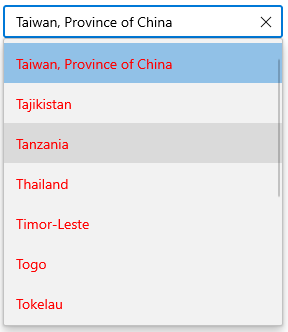 Taiwan, Province of China
Taiwan, Province of China
Tajikistan
Tanzania
Thailand
Timor-Leste
Togo
Tokelau